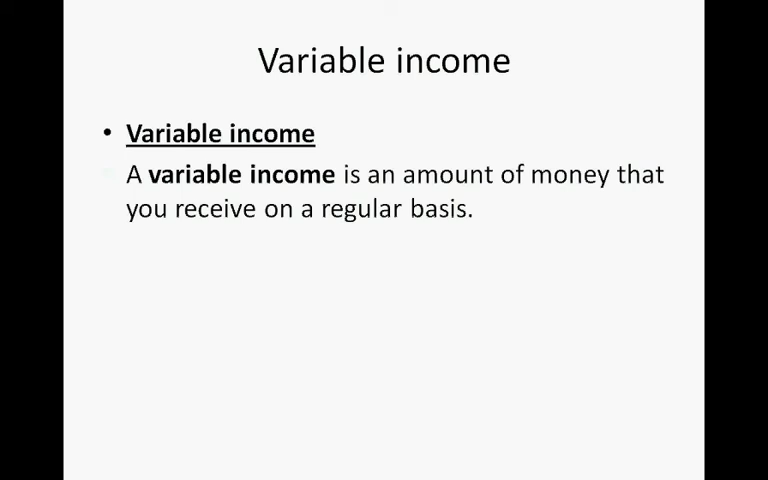 Variable income
• Variable income
A variable income is an amount of money that
you receive on a regular basis.